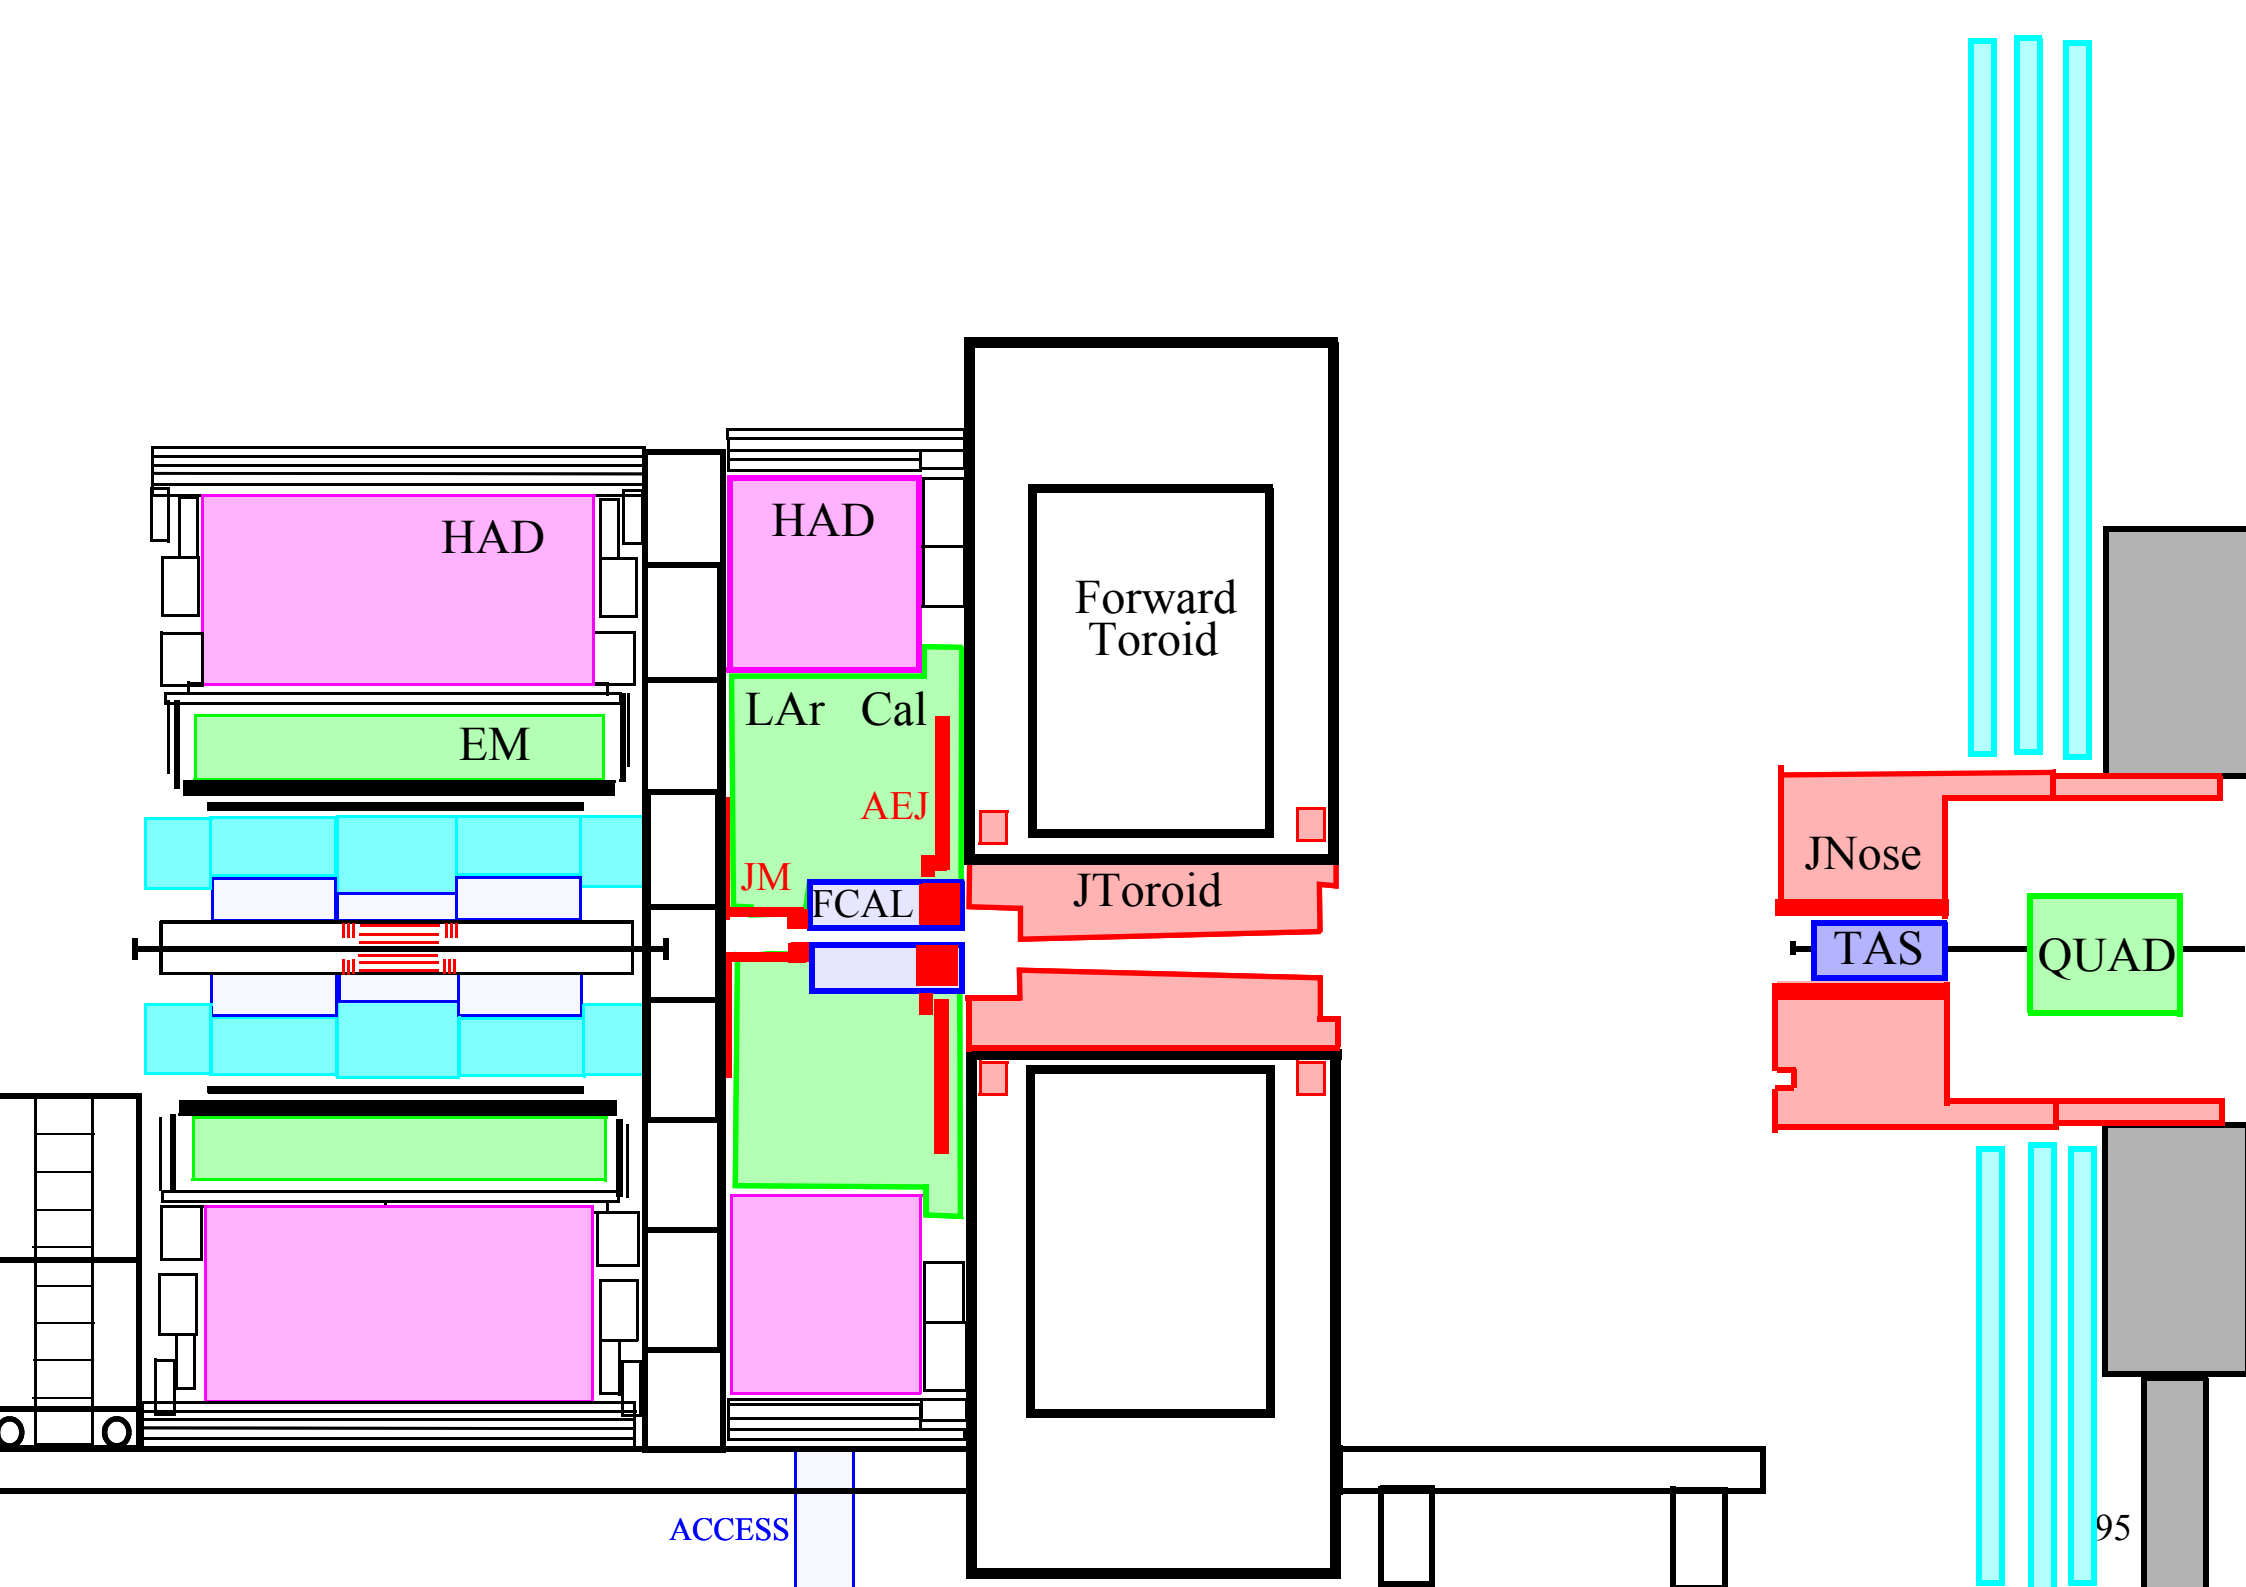 HAD
HAD
Forward
Toroid
LAr Cal
EM
AEJ
JNose
JM
FCAL
JToroid
TAS
QUAD
ACCESS
95